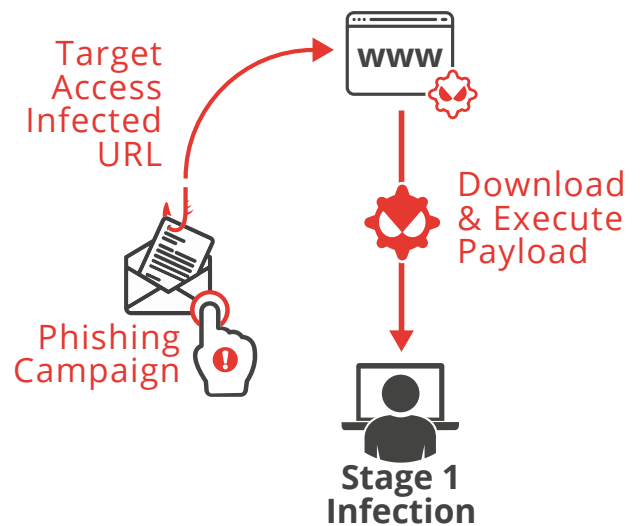 Target
Access
Infected
URL
www
Download
& Execute
Payload
Phishing
Campaign
Stage 1
Infection